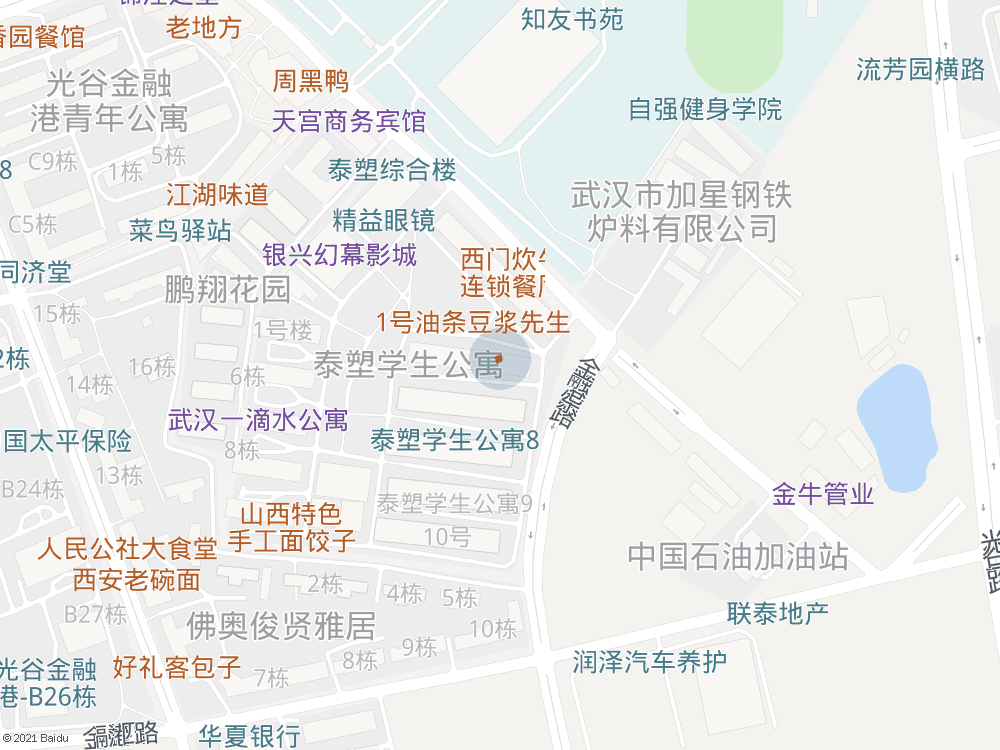 知友书苑
老地方
香园餐馆
流芳园横路
光谷金融
港青年公寓
周黑鸭
自强健身学院
天宫商务宾馆
C9栋
5栋
1栋
8
泰塑综合楼
江湖味道
武汉市加星钢铁
炉料有限公司
C5栋
菜鸟驿站
精益眼镜
银兴幻幕影城
西门炊
连锁餐
同济堂
鹏翔花园
15栋
1号楼
1号油条豆浆先生
2栋
16栋
6栋
泰塑学生公寓
14栋
金融港路
武汉一滴水公寓
国太平保险
8栋
泰塑学生公寓8
13栋
B24栋
金牛管业
泰塑学生公寓9
山西特色
手工面饺子
10号
人民公社大食堂
西安老碗面
中国石油加油站
2栋
4栋
5栋
B27栋
联泰地产
佛奥俊贤雅居
10栋
9栋
8栋
7栋
润泽汽车养护
光谷金融
港-B26栋
好礼客包子
华夏银行
© 2021 Baidu